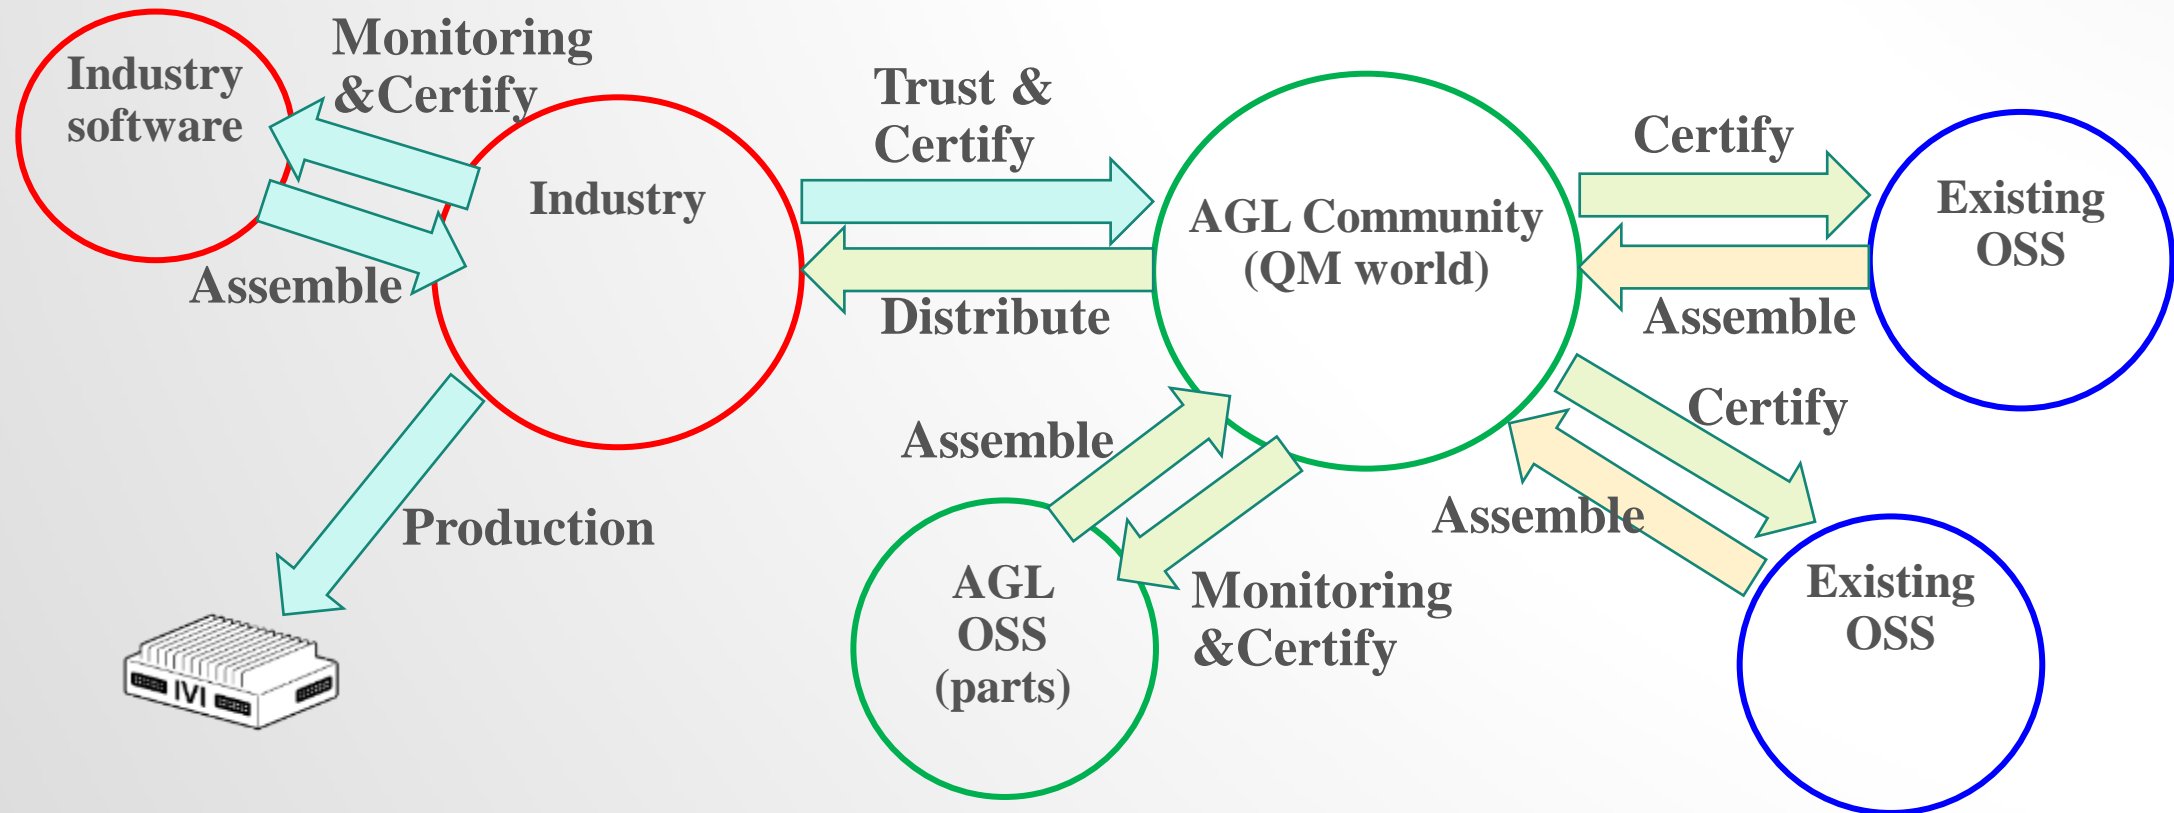 Industry
software
Monitoring
&Certify
Assemble
Industry
Production
IVI
Trust &
Certify
Distribute
AGL Community
(QM world)
Certify
Assemble
Existing
OSS
Assemble
AGL
OSS
(parts)
Monitoring
&Certify
Certify
Assemble
Existing
OSS